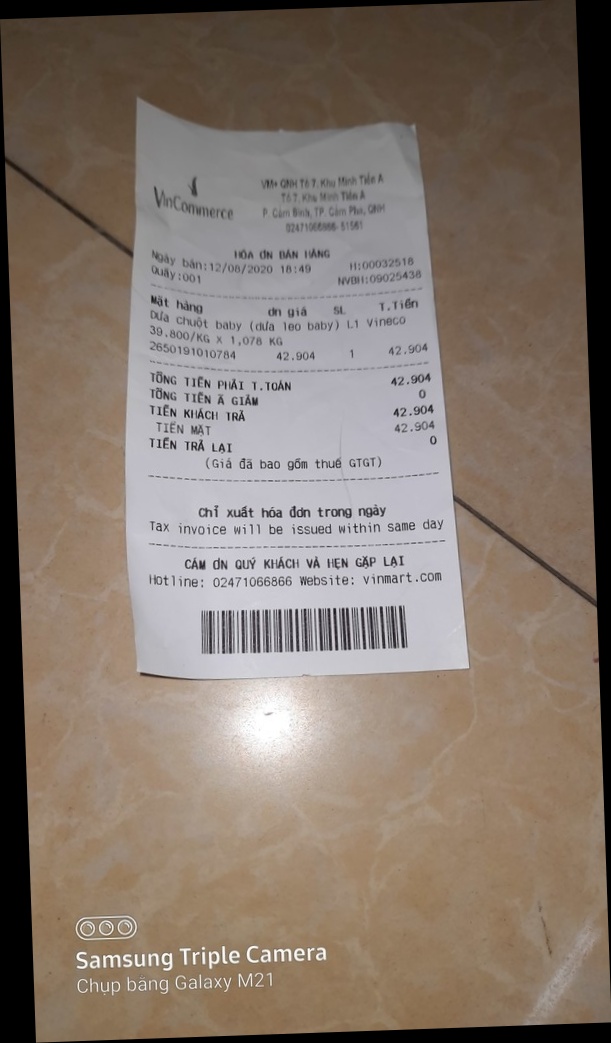 VinCommerce
VM+ QNH Tổ 7, Khu Minh Tiến A
Tổ 7, Khu Minh Tiến A
P. Cẩm Bình, TP. Cẩm Phả, QNH
02471066866-51561
HÓA ĐƠN BÁN HÀNG
Ngày bán:12/08/2020 18:49 H:00032518
Quầy:001 NVBH:09025438
Mặt hàng đơn giá SL T.Tiền
Dưa chuột baby (dưa leo baby) L1 Vineco
39.800/KG X 1,078 KG
2650191010784 42.904 1 42.904
TỔNG TIỀN PHẢI T.TOÁN 42.904
TỔNG TIỀN Ã GIẢM 0
TIỀN KHÁCH TRẢ 42.904
TIỀN MẶT 42.904
TIỀN TRẢ LẠI 0
(Giá đã bao gồm thuế GTGT)
Chỉ xuất hóa đơn trong ngày
Tax invoice will be issued within same day
CẢM ƠN QUÝ KHÁCH VÀ HẸN GẶP LẠI
Hotline: 02471066866 Website: vinmart.com
Samsung Triple Camera
Chụp bằng Galaxy M21